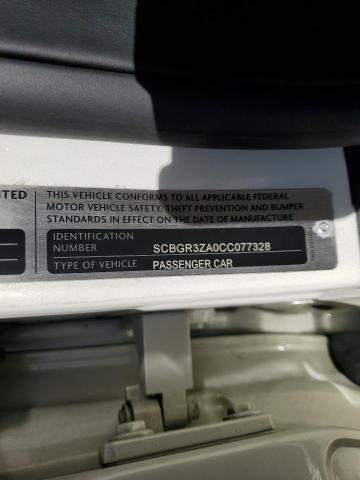 ITED
THIS VEHICLE CONFORMS TO ALL APPLICABLE FEDERAL
MOTOR VEHICLE SAFETY, THEFT PREVENTION AND BUMPER
STANDARDS IN EFFECT ON THE DATE OF MANUFACTURE
IDENTIFICATION
NUMBER SCBGR3ZA0CC077328
TYPE OF VEHICLE PASSENGER CAR